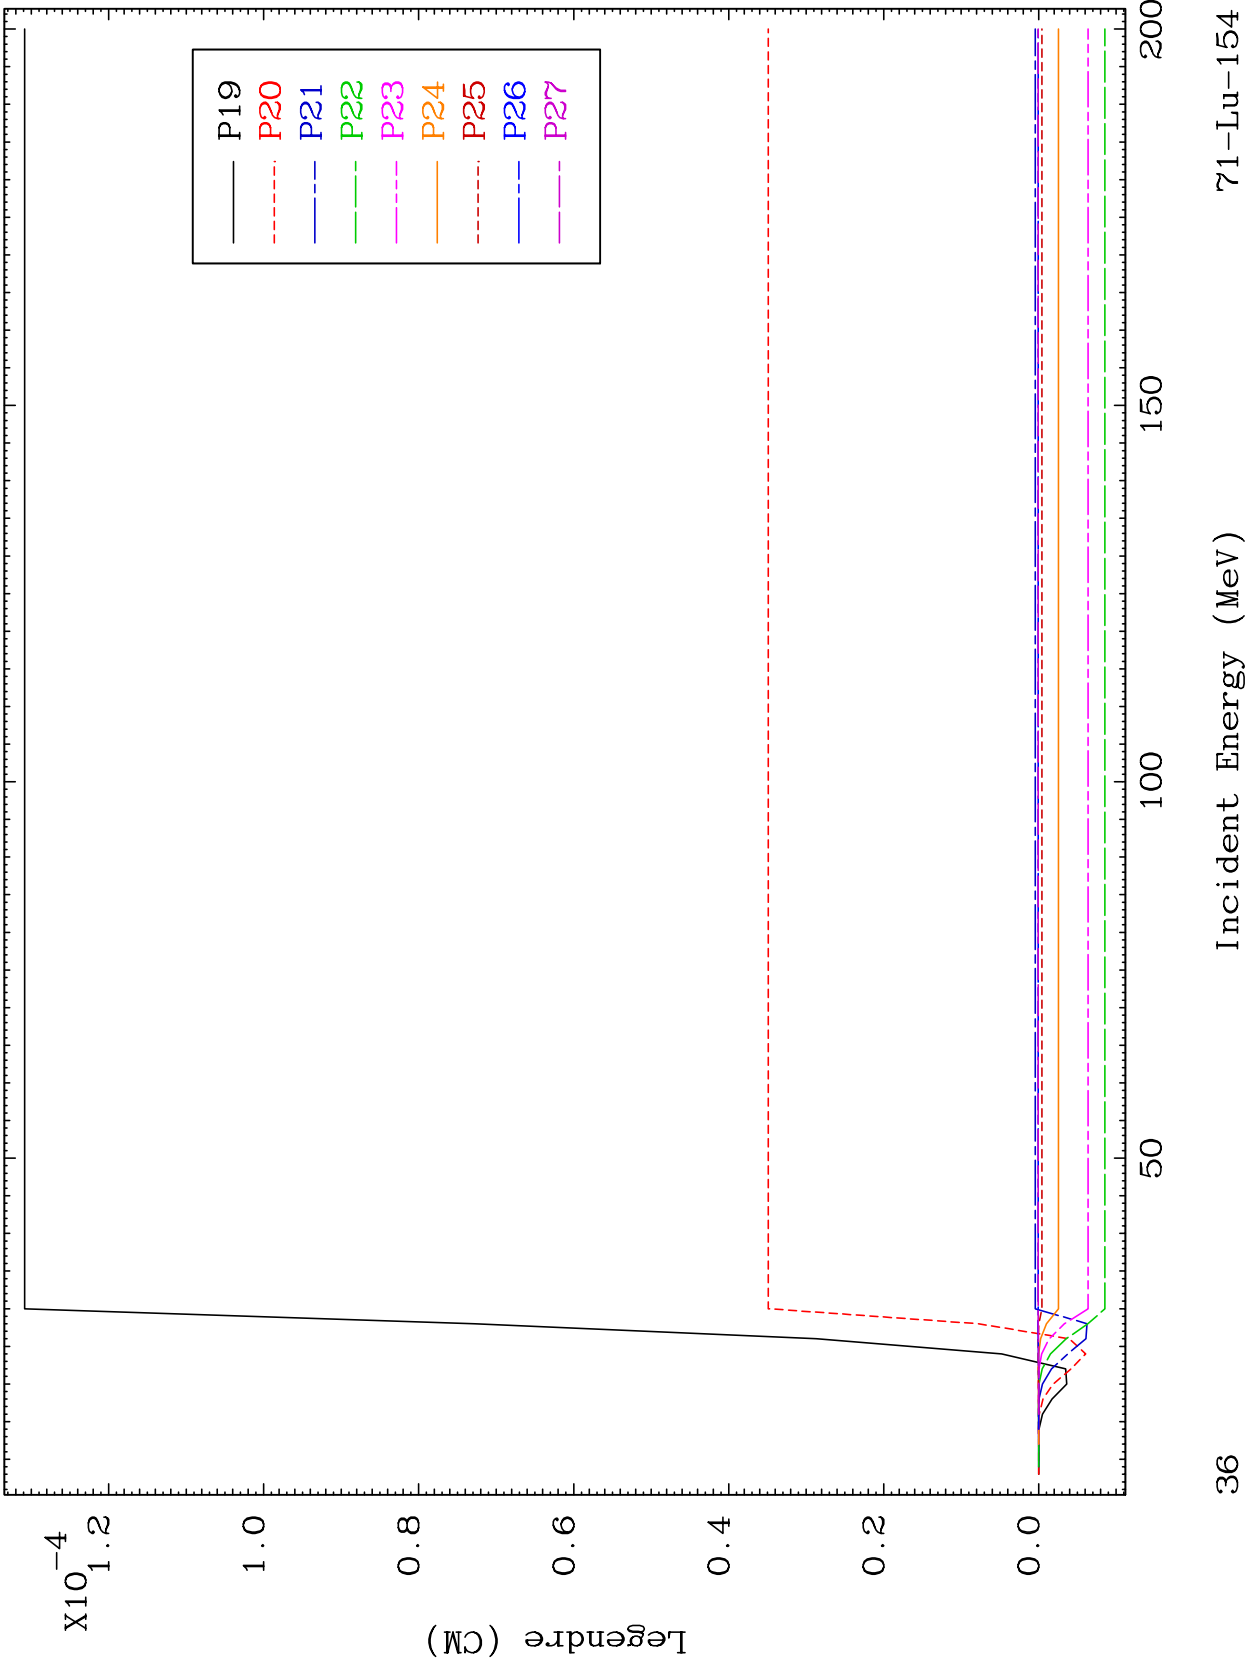 X10-4
1.2
1.0
0.8
0.6
0.4
0.2
0.0
Legendre (CM)
P19
P20
P21
P22
P23
P24
P25
P26
P27
50
100
150
200
Incident Energy (MeV)
36
71-Lu-154